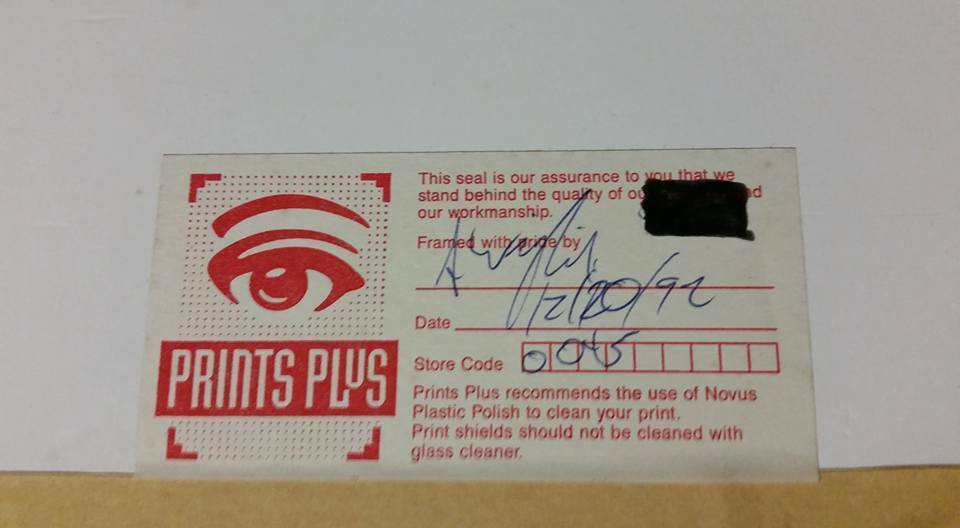 PRINTS PLUS
This seal is our assurance to you that we
stand behind the quality of
our workmanship.
Framed with pride by
Date 12/20/92
Store Code 0045
Prints Plus recommends the use of Novus
Plastic Polish to clean your print.
Print shields should not be cleaned with
glass cleaner.